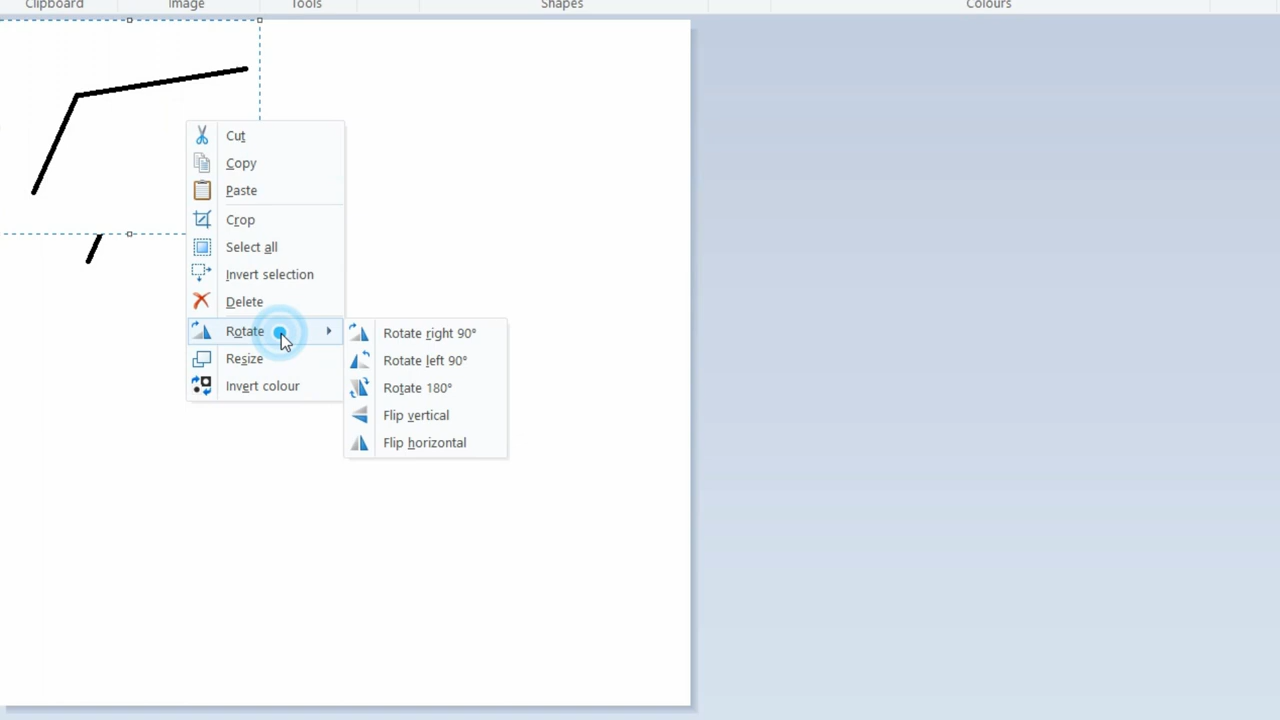 Clipboard Image Tools Shapes Colours
Cut
Copy
Paste
Crop
Select all
Invert selection
Delete
Rotate
Resize
Invert colour
Rotate right 90°
Rotate left 90°
Rotate 180°
Flip vertical
Flip horizontal